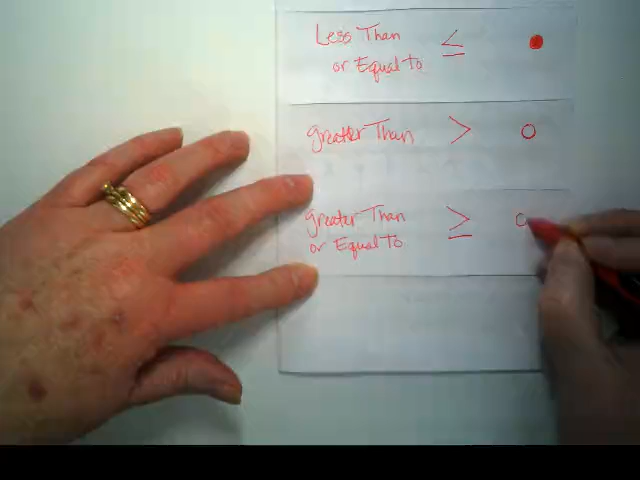 Less Than ≤
or Equal to
greater Than >
greater Than ≥
or Equal to